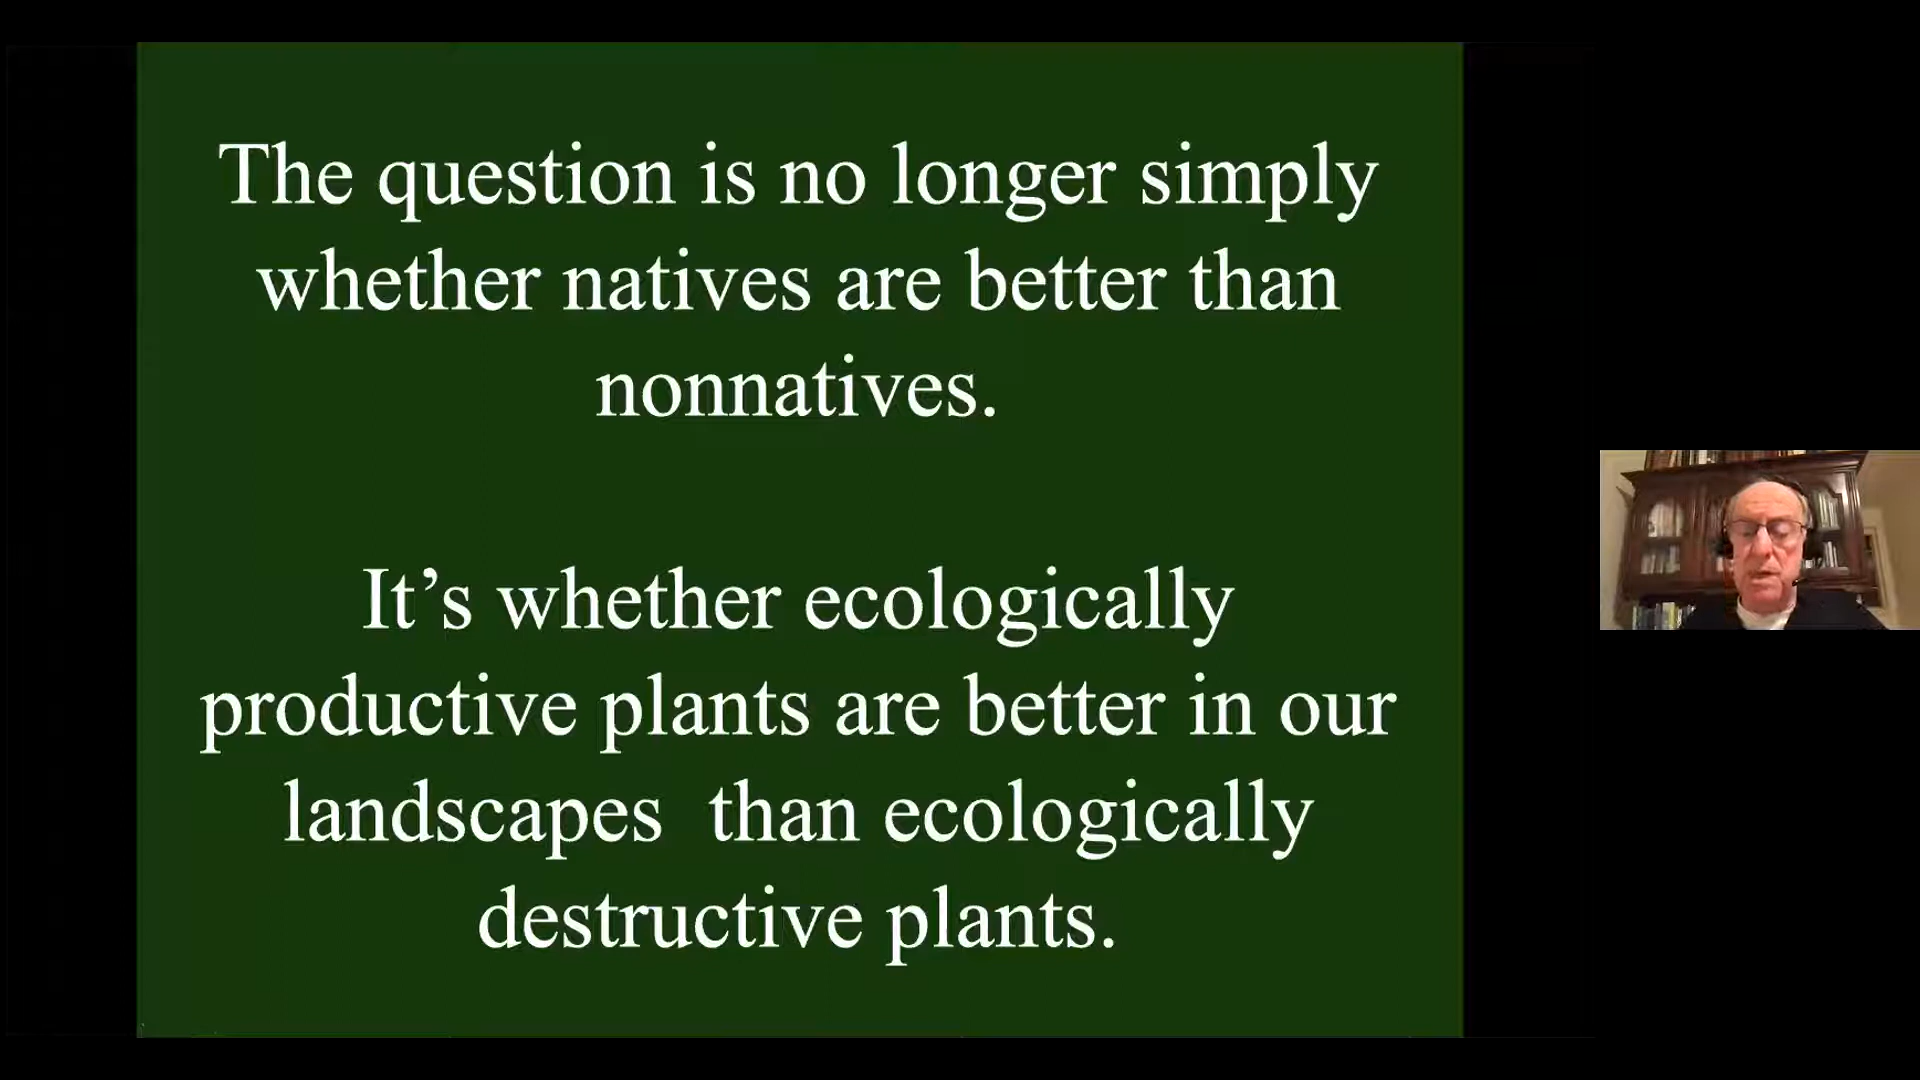 The question is no longer simply
whether natives are better than
nonnatives.
It’s whether ecologically
productive plants are better in our
landscapes  than ecologically
destructive plants.